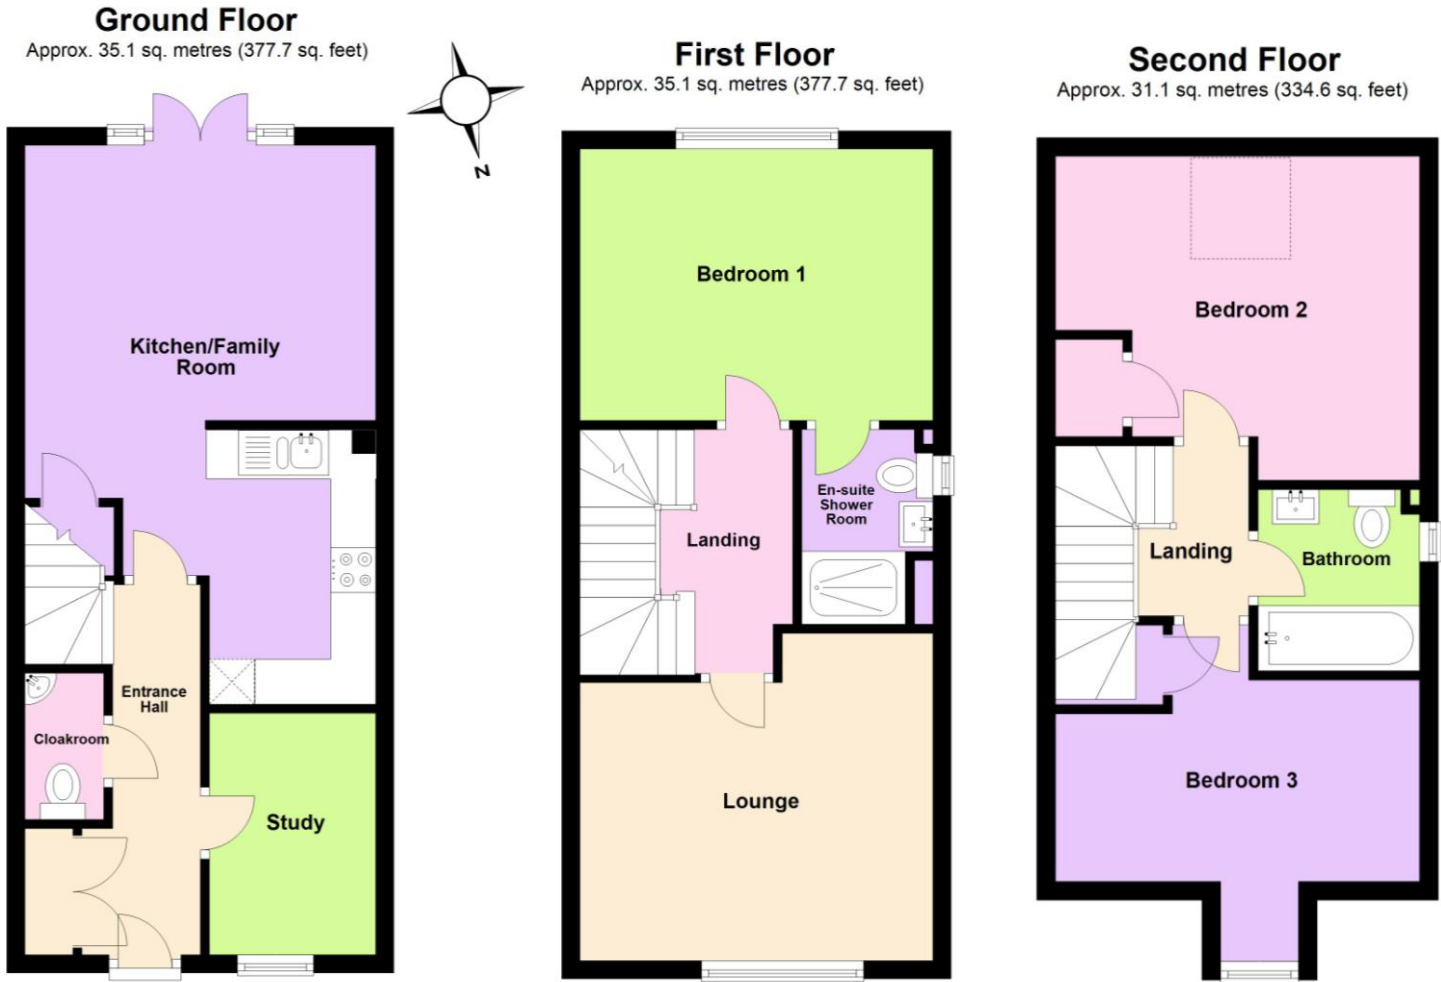 Ground Floor
Approx. 35.1 sq. metres (377.7 sq. feet)
Kitchen/Family
Room
Entrance
Hall
Cloakroom
Study
N
First Floor
Approx. 35.1 sq. metres (377.7 sq. feet)
Bedroom 1
En-suite
Shower
Room
Landing
Lounge
Second Floor
Approx. 31.1 sq. metres (334.6 sq. feet)
Bedroom 2
Landing
Bathroom
Bedroom 3